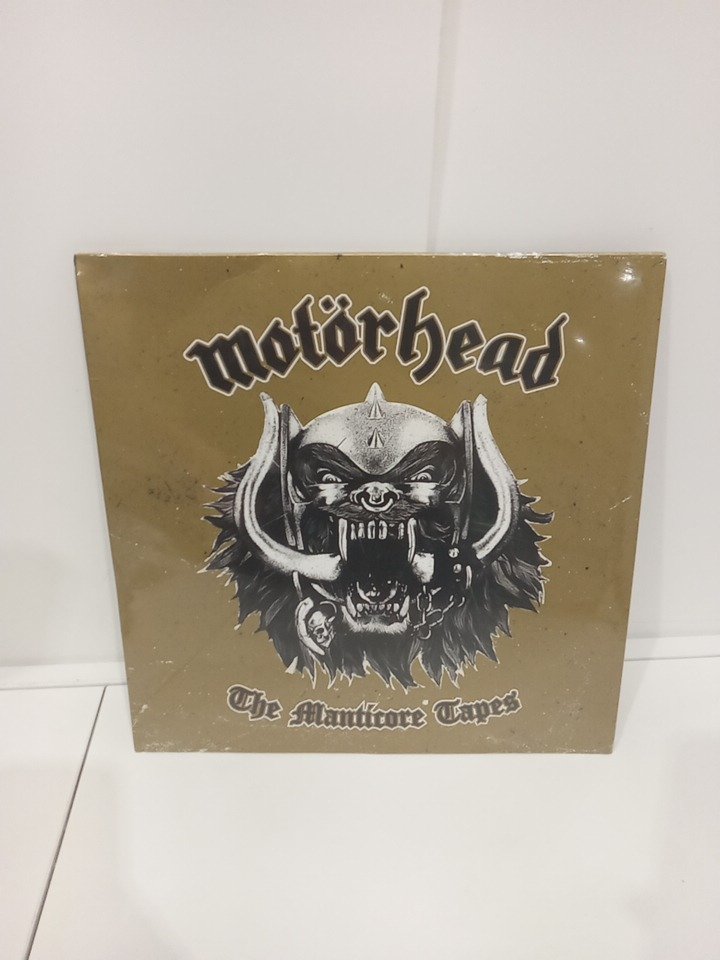 motörhead
The Manticore Tapes